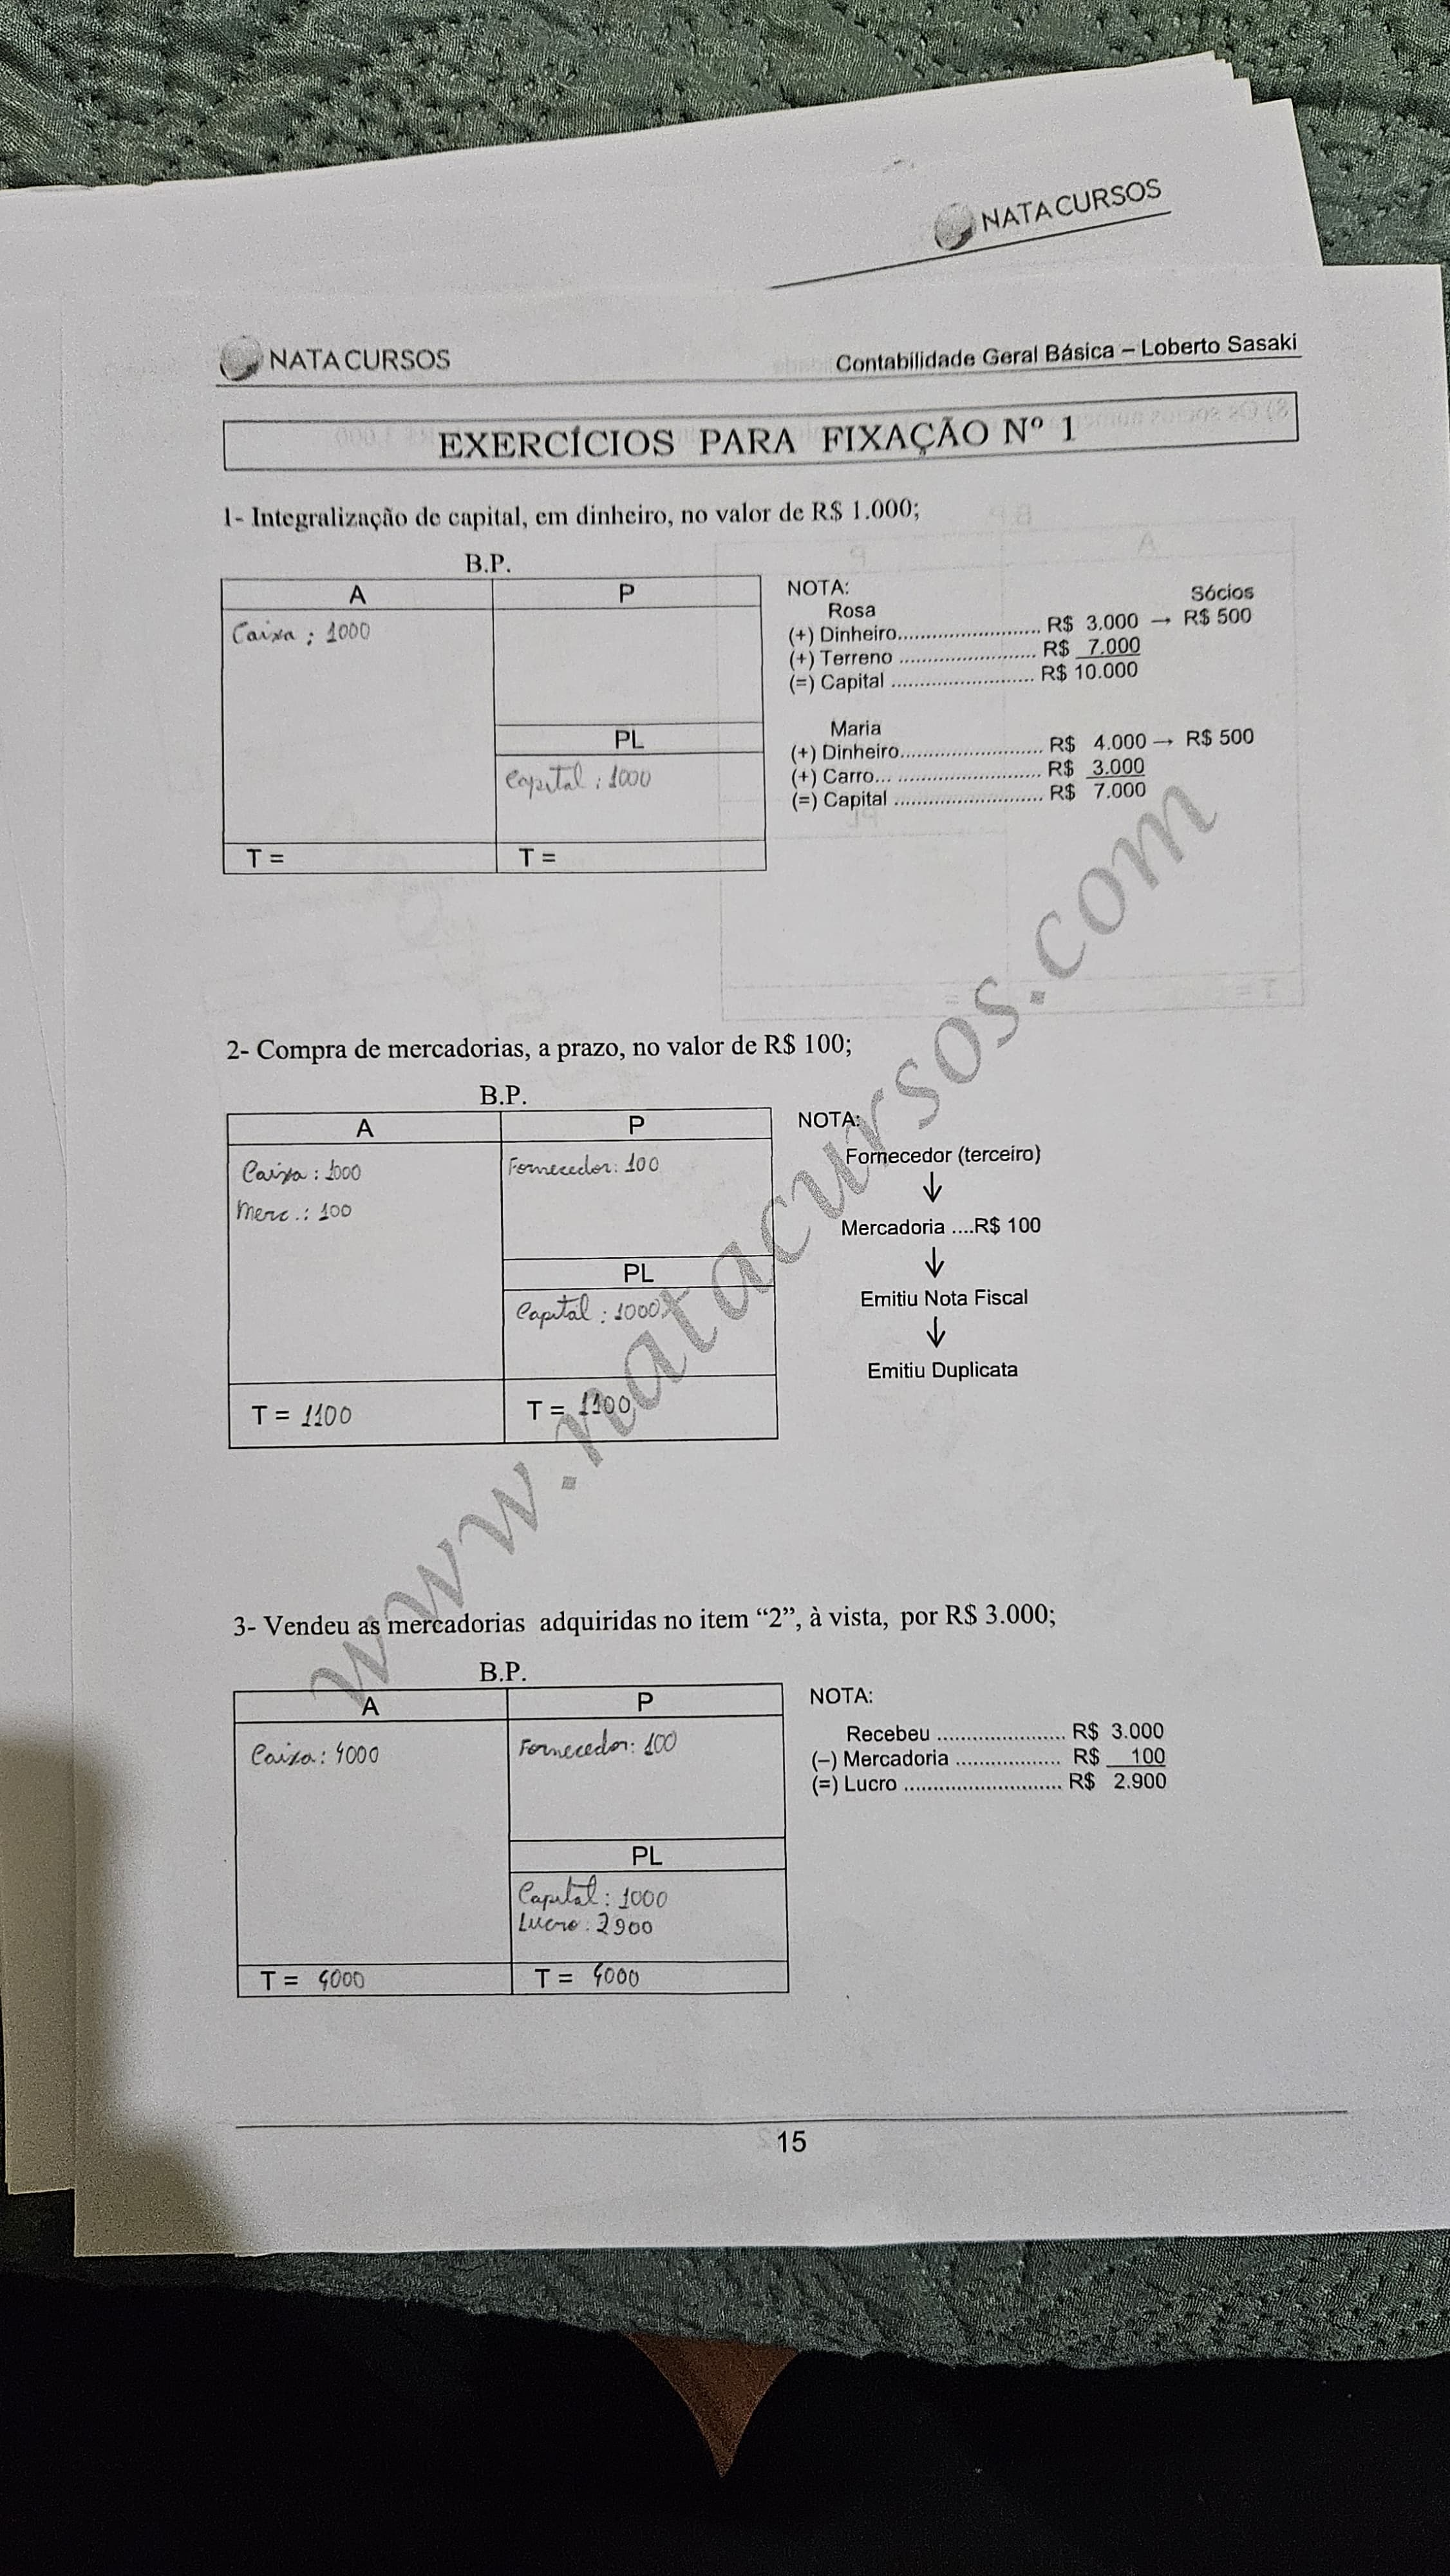 NATA CURSOS
NATA CURSOS
Contabilidade Geral Básica – Loberto Sasaki
EXERCÍCIOS PARA FIXAÇÃO Nº 1
1- Integralização de capital, em dinheiro, no valor de R$ 1.000;
B.P.
A P
Caixa : 1000
PL
Capital : 1000
T = T =
NOTA:
Sócios
Rosa
(+) Dinheiro......................... R$ 3.000 → R$ 500
(+) Terreno ........................ R$ 7.000
(=) Capital ......................... R$ 10.000
Maria
(+) Dinheiro......................... R$ 4.000 → R$ 500
(+) Carro... ......................... R$ 3.000
(=) Capital .......................... R$ 7.000
2- Compra de mercadorias, a prazo, no valor de R$ 100;
B.P.
A P
Caixa : 1000 Fornecedor: 100
Merc.: 100
PL
Capital : 1000
T = 1100 T = 1100
NOTA:
Fornecedor (terceiro)
↓
Mercadoria ....R$ 100
↓
Emitiu Nota Fiscal
↓
Emitiu Duplicata
3- Vendeu as mercadorias adquiridas no item “2”, à vista, por R$ 3.000;
B.P.
A P
Caixa: 4000 Fornecedor: 100
PL
Capital : 1000
Lucro : 2900
T = 4000 T = 4000
NOTA:
Recebeu ....................... R$ 3.000
(–) Mercadoria .................. R$ 100
(=) Lucro ............................ R$ 2.900
www.natacursos.com
15